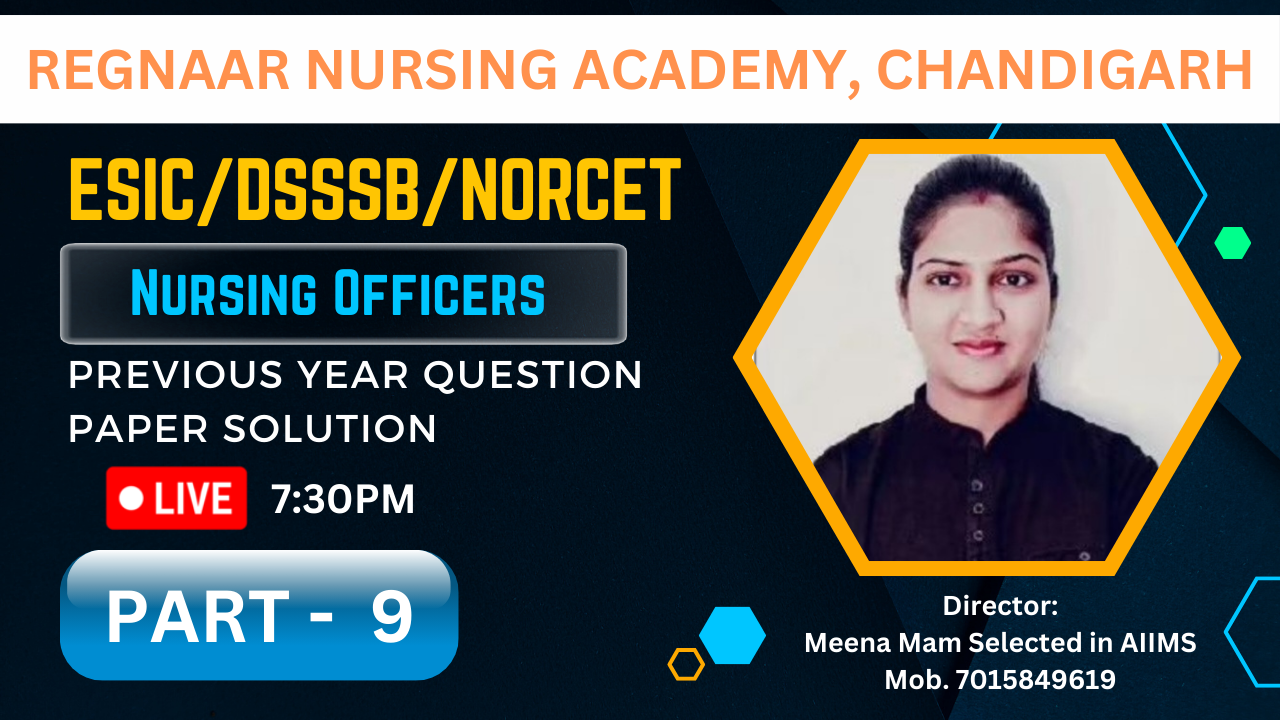 REGNAAR NURSING ACADEMY, CHANDIGARH
ESIC/DSSSB/NORCET
NURSING OFFICERS
PREVIOUS YEAR QUESTION
PAPER SOLUTION
LIVE 7:30PM
PART - 9
Director:
Meena Mam Selected in AIIMS
Mob. 7015849619